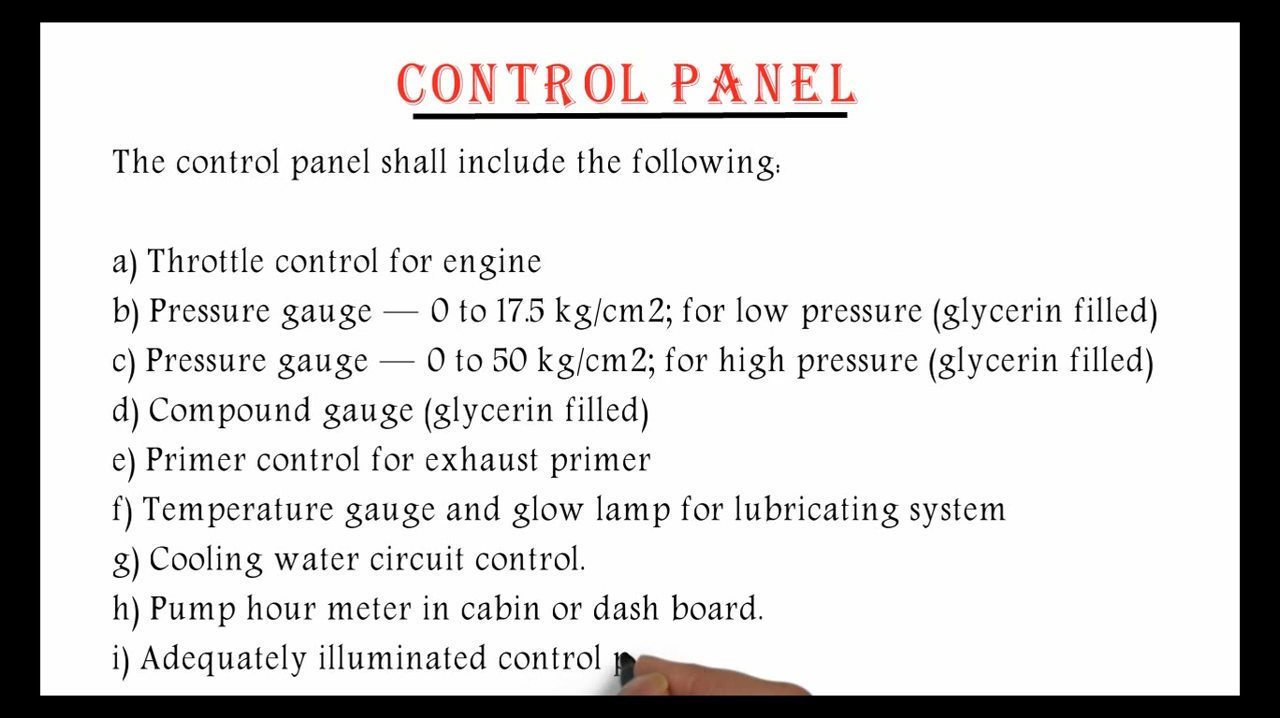 CONTROL PANEL
The control panel shall include the following:
a) Throttle control for engine
b) Pressure gauge — 0 to 17.5 kg/cm2; for low pressure (glycerin filled)
c) Pressure gauge — 0 to 50 kg/cm2; for high pressure (glycerin filled)
d) Compound gauge (glycerin filled)
e) Primer control for exhaust primer
f) Temperature gauge and glow lamp for lubricating system
g) Cooling water circuit control.
h) Pump hour meter in cabin or dash board.
i) Adequately illuminated control